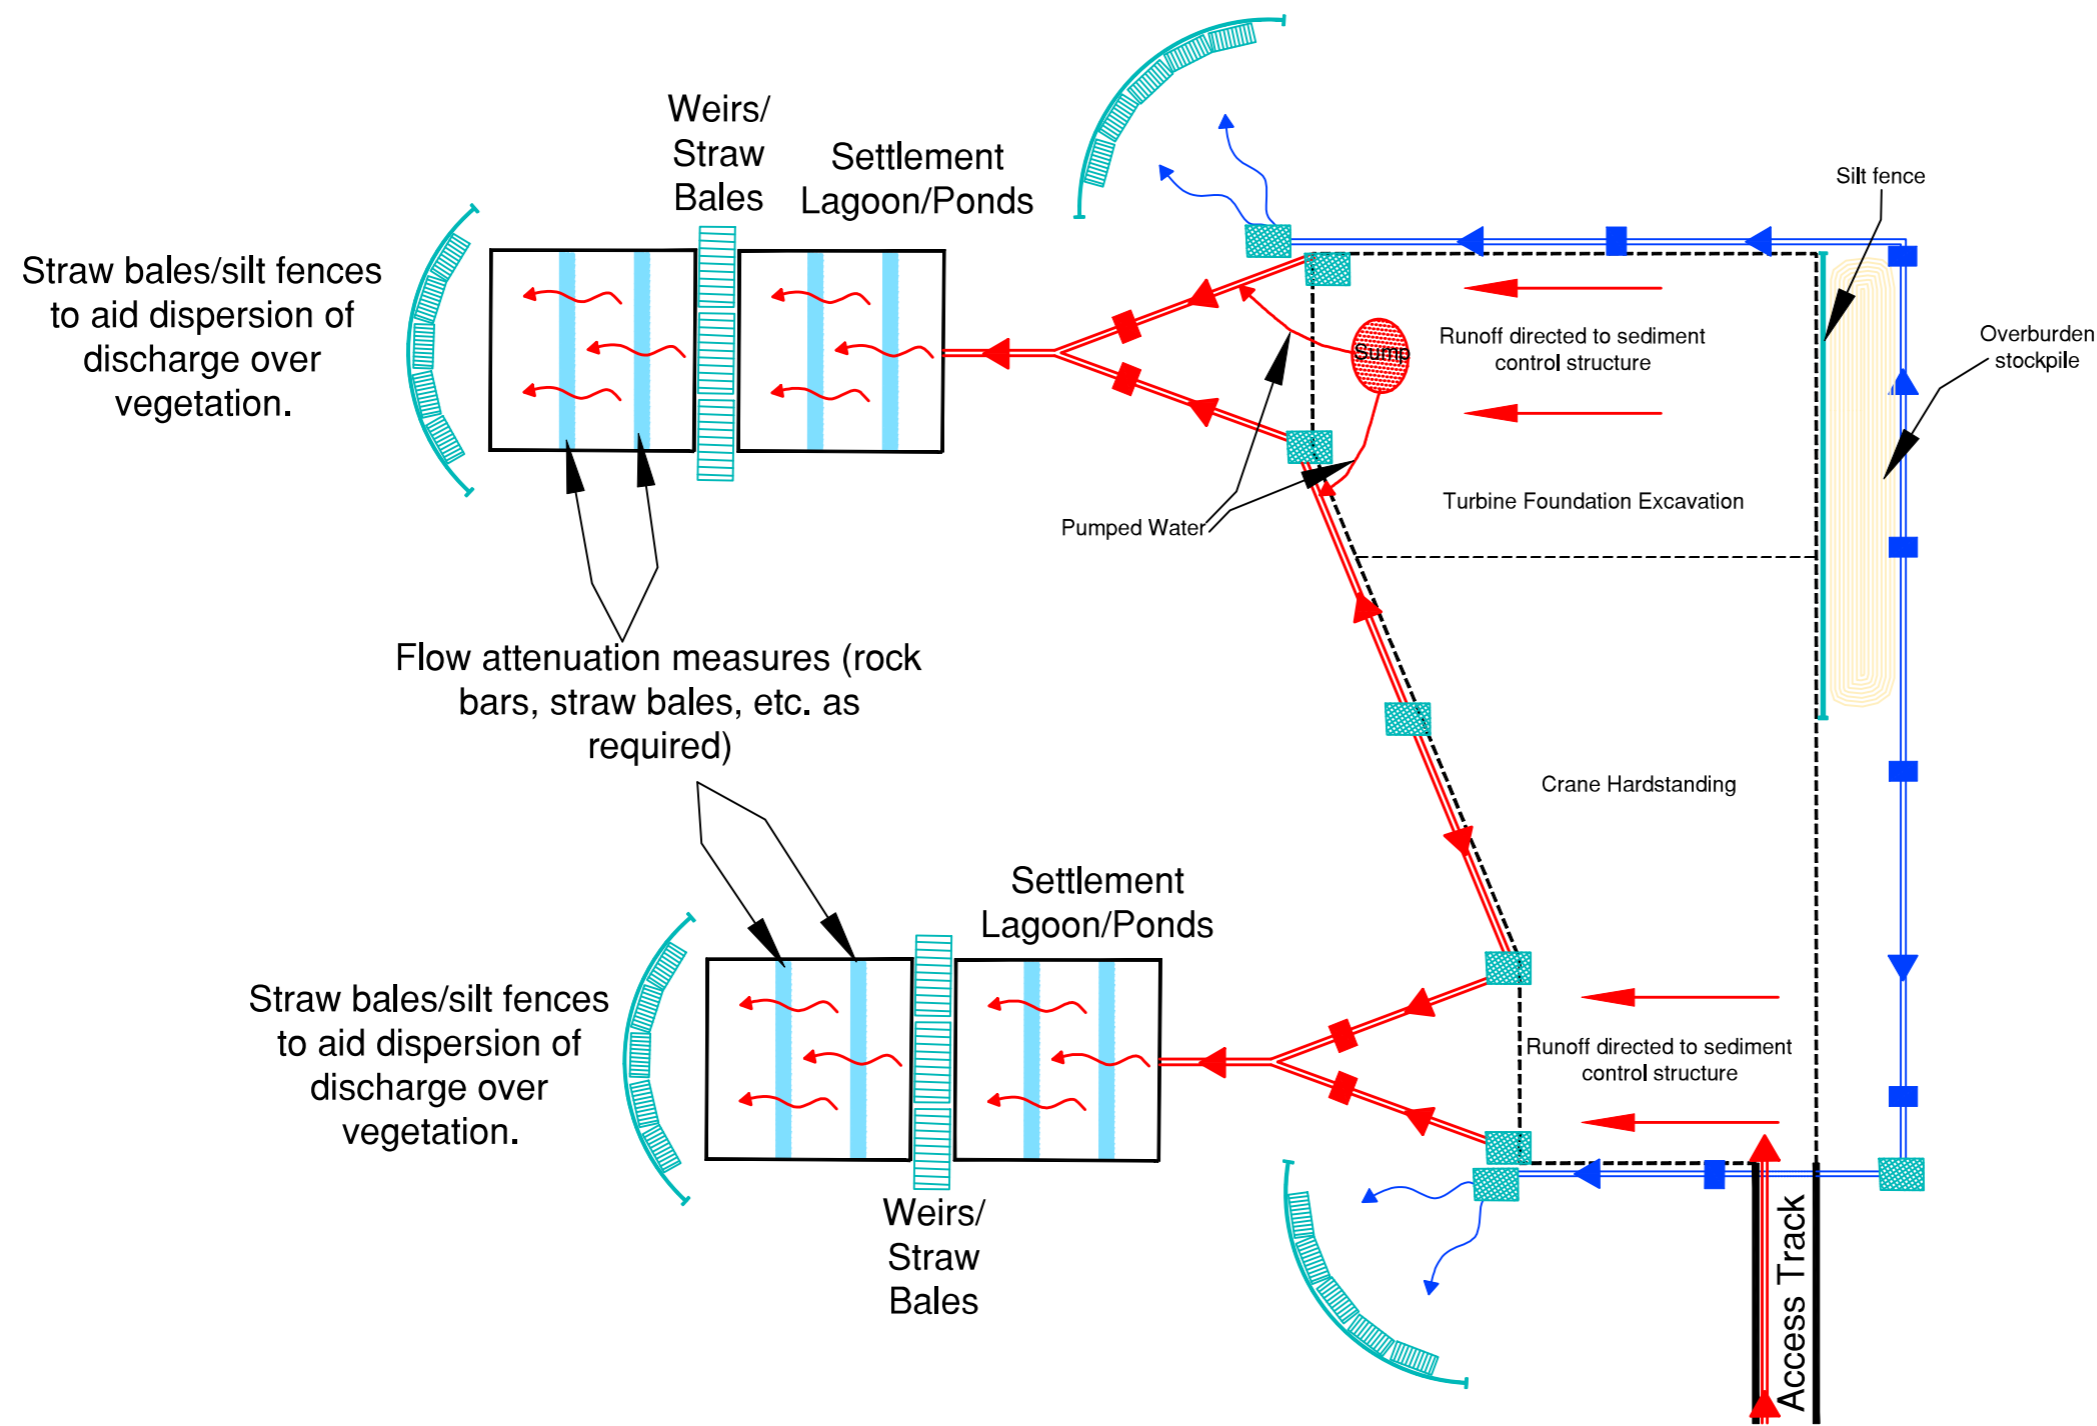 Weirs/
Straw
Bales
Settlement
Lagoon/Ponds
Silt fence
Straw bales/silt fences
to aid dispersion of
discharge over
vegetation.
Sump
Runoff directed to sediment
control structure
Overburden
stockpile
Turbine Foundation Excavation
Pumped Water
Flow attenuation measures (rock
bars, straw bales, etc. as
required)
Crane Hardstanding
Settlement
Lagoon/Ponds
Straw bales/silt fences
to aid dispersion of
discharge over
vegetation.
Runoff directed to sediment
control structure
Weirs/
Straw
Bales
Access Track